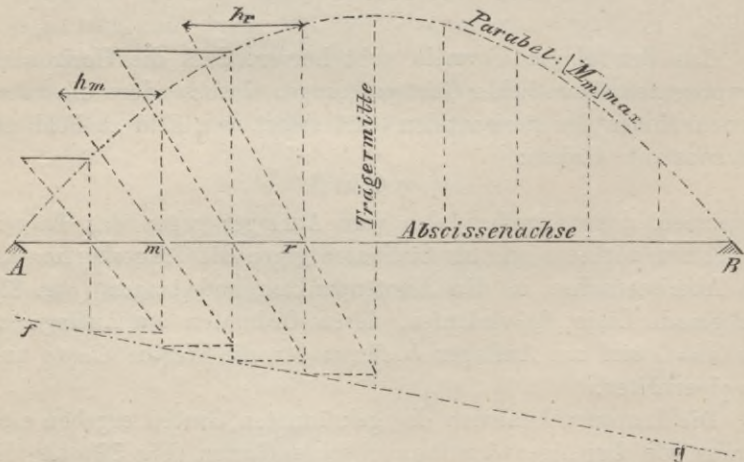 hr
hm
Parabel: (Mm)max.
Trägermitte
Abscissenachse
A
m
r
B
f
g